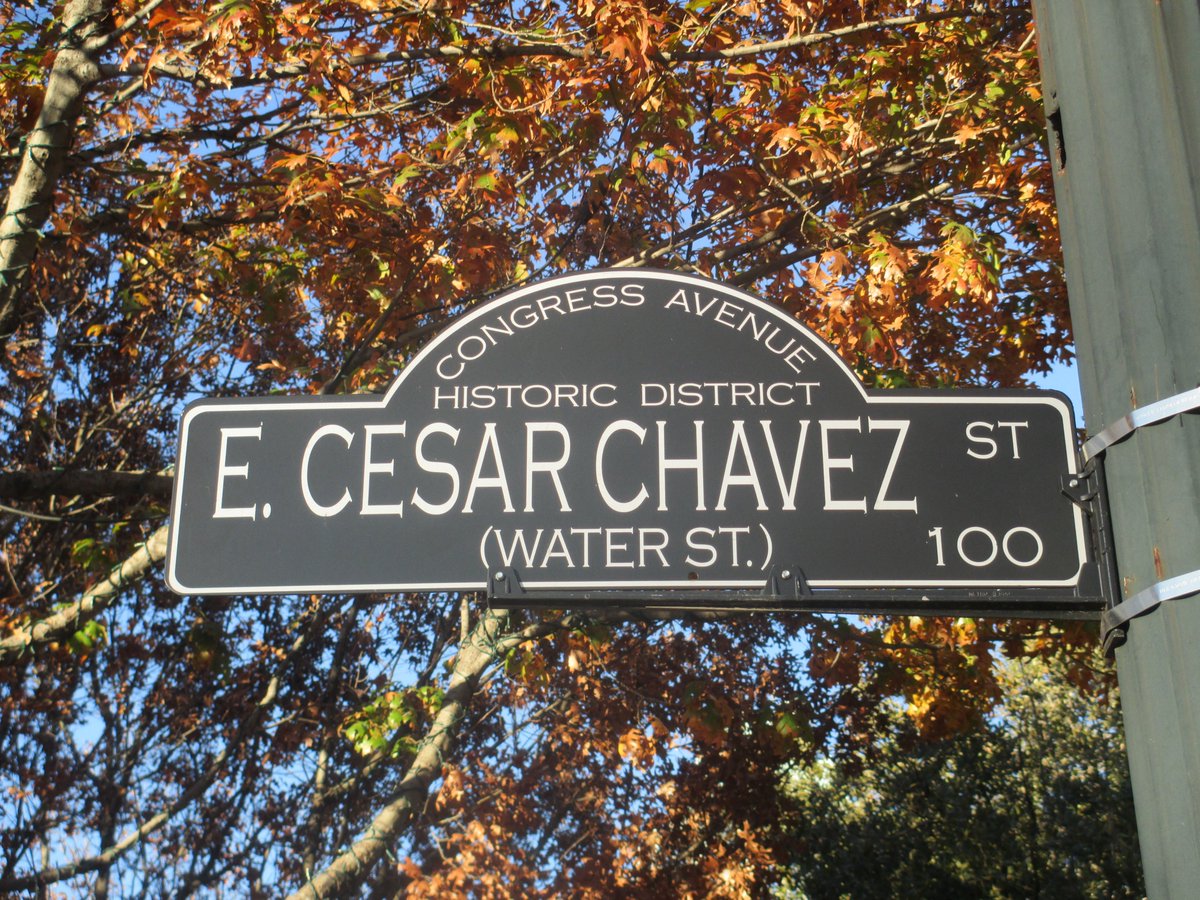 CONGRESS AVENUE
HISTORIC DISTRICT
E. CESAR CHAVEZ ST
(WATER ST.) 100